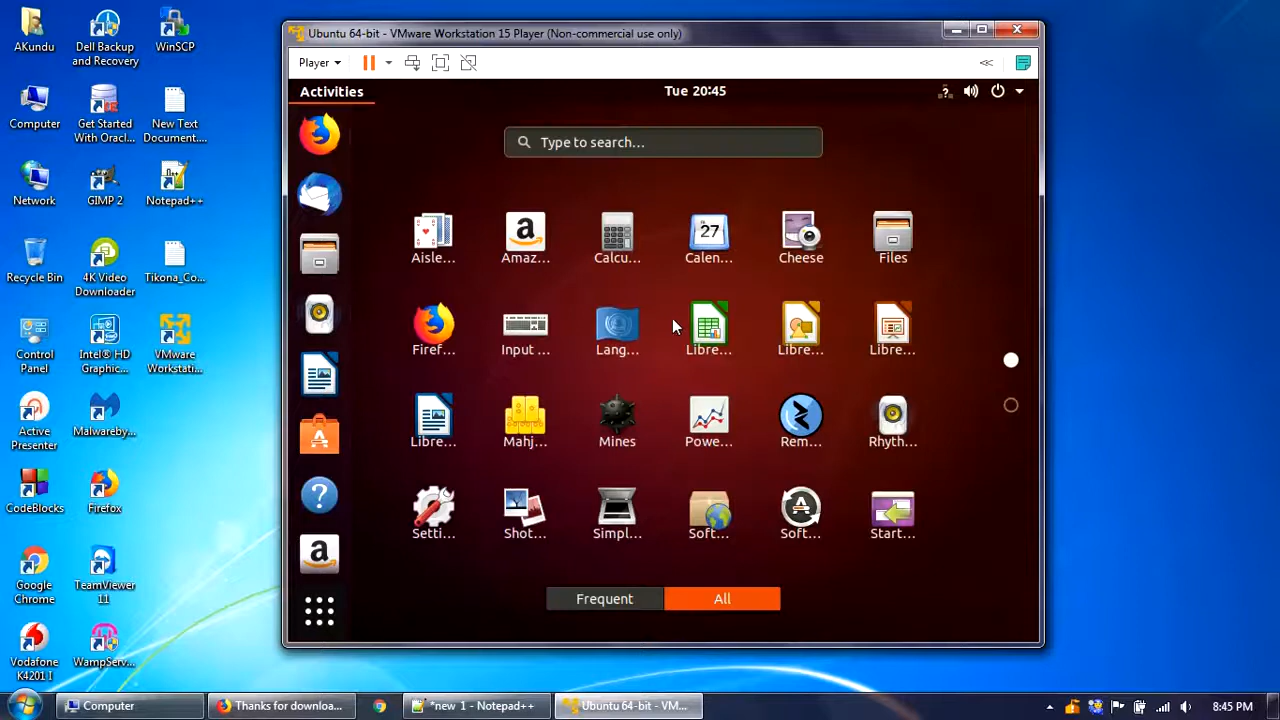 AKundu
Dell Backup
and Recovery
WinSCP
Computer
Get Started
With Oracl...
New Text
Document....
Network
GIMP 2
Notepad++
Recycle Bin
4K Video
Downloader
Tikona_Co...
Control
Panel
Intel® HD
Graphic...
VMware
Workstati...
Active
Presenter
Malwareby...
CodeBlocks
Firefox
Google
Chrome
TeamViewer
11
Vodafone
K4201 I
WampServ...
Ubuntu 64-bit - VMware Workstation 15 Player (Non-commercial use only)
Player
Activities
Tue 20:45
Type to search...
Aisle...
Amaz...
Calcu...
Calen...
Cheese
Files
Firef...
Input ...
Lang...
Libre...
Libre...
Libre...
Libre...
Mahj...
Mines
Powe...
Rem...
Rhyth...
Setti...
Shot...
Simpl...
Soft...
Soft...
Start...
Frequent
All
Computer
Thanks for downloa...
*new 1 - Notepad++
Ubuntu 64-bit - VM...
8:45 PM